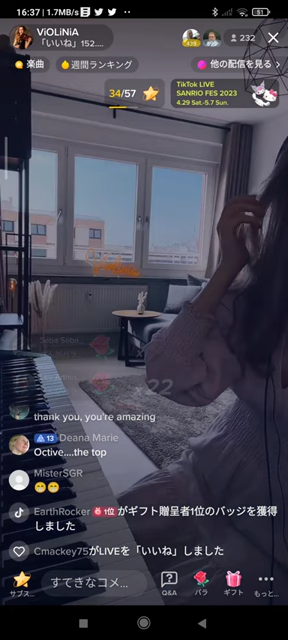 16:37 | 1.7MB/s
51
ViOLiNiA
「いいね」152....
232
楽曲
週間ランキング
他の配信を見る >
34/57
TikTok LIVE
SANRIO FES 2023
4.29 Sat.-5.7 Sun.
thank you, you're amazing
13 Deana Marie
Octive....the top
MisterSGR
EarthRocker 1位 がギフト贈呈者1位のバッジを獲得
しました
Cmackey75がLIVEを「いいね」しました
すてきなコメ...
サブス...
Q&A
バラ
ギフト
もっと...